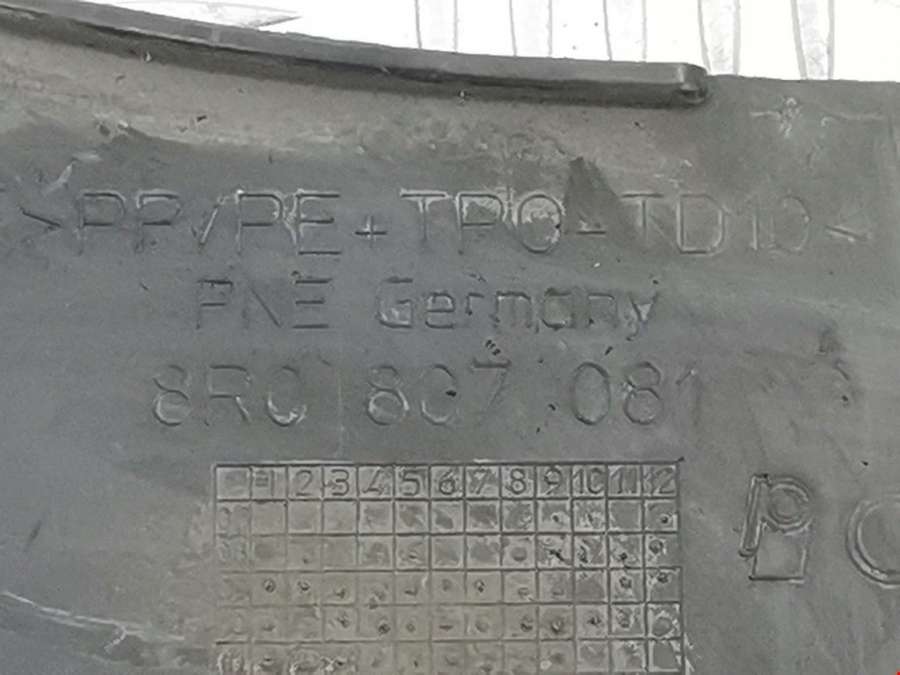 >PP/PE+TPO-TD10<
PNE Germany
8R0 807 081
1 2 3 4 5 6 7 8 9 10 11 12